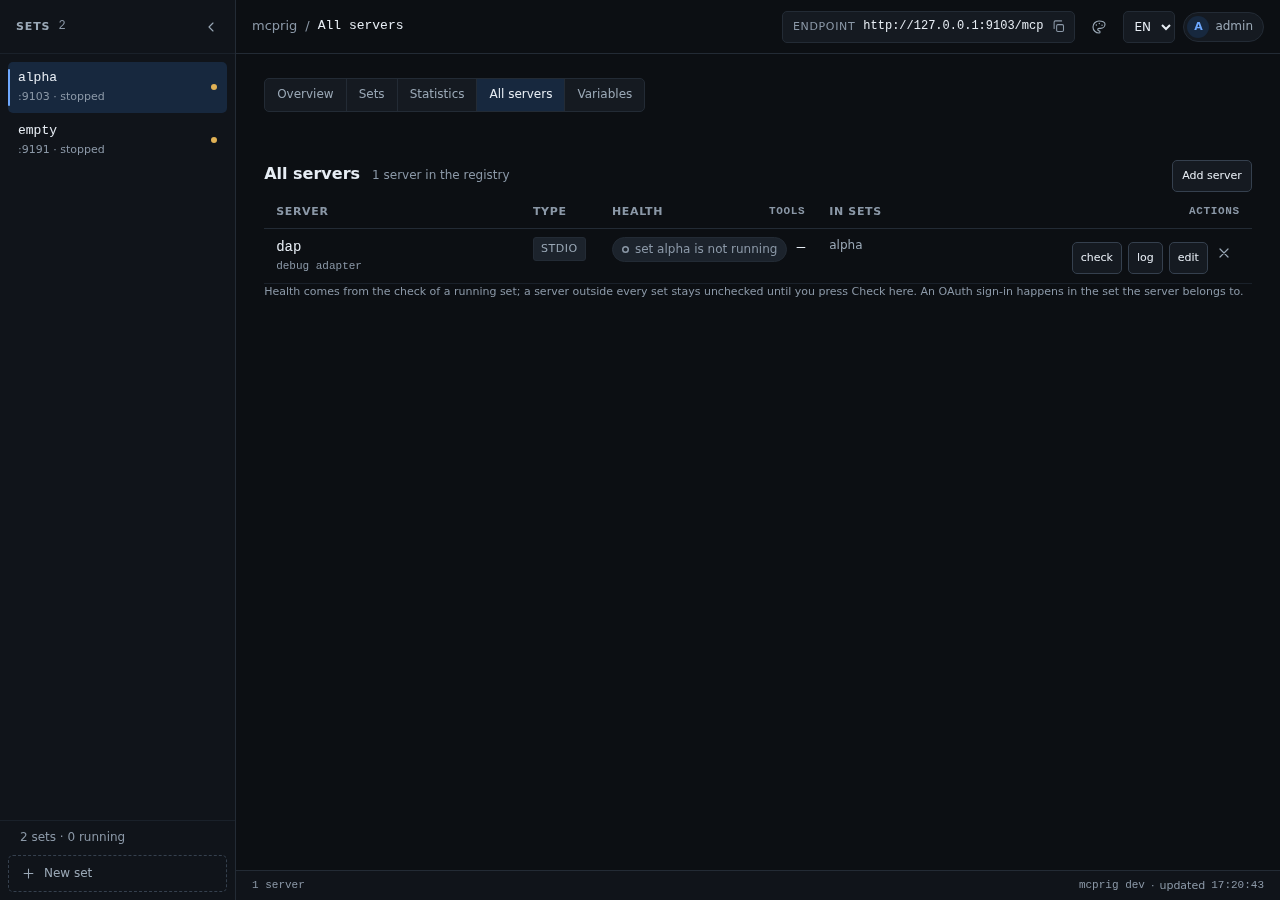 SETS 2
mcprig / All servers
ENDPOINT http://127.0.0.1:9103/mcp
EN
A admin
alpha
:9103 · stopped
empty
:9191 · stopped
Overview Sets Statistics All servers Variables
All servers 1 server in the registry
Add server
SERVER TYPE HEALTH TOOLS IN SETS ACTIONS
dap STDIO set alpha is not running — alpha check log edit
debug adapter
Health comes from the check of a running set; a server outside every set stays unchecked until you press Check here. An OAuth sign-in happens in the set the server belongs to.
2 sets · 0 running
New set
1 server
mcprig dev · updated 17:20:43